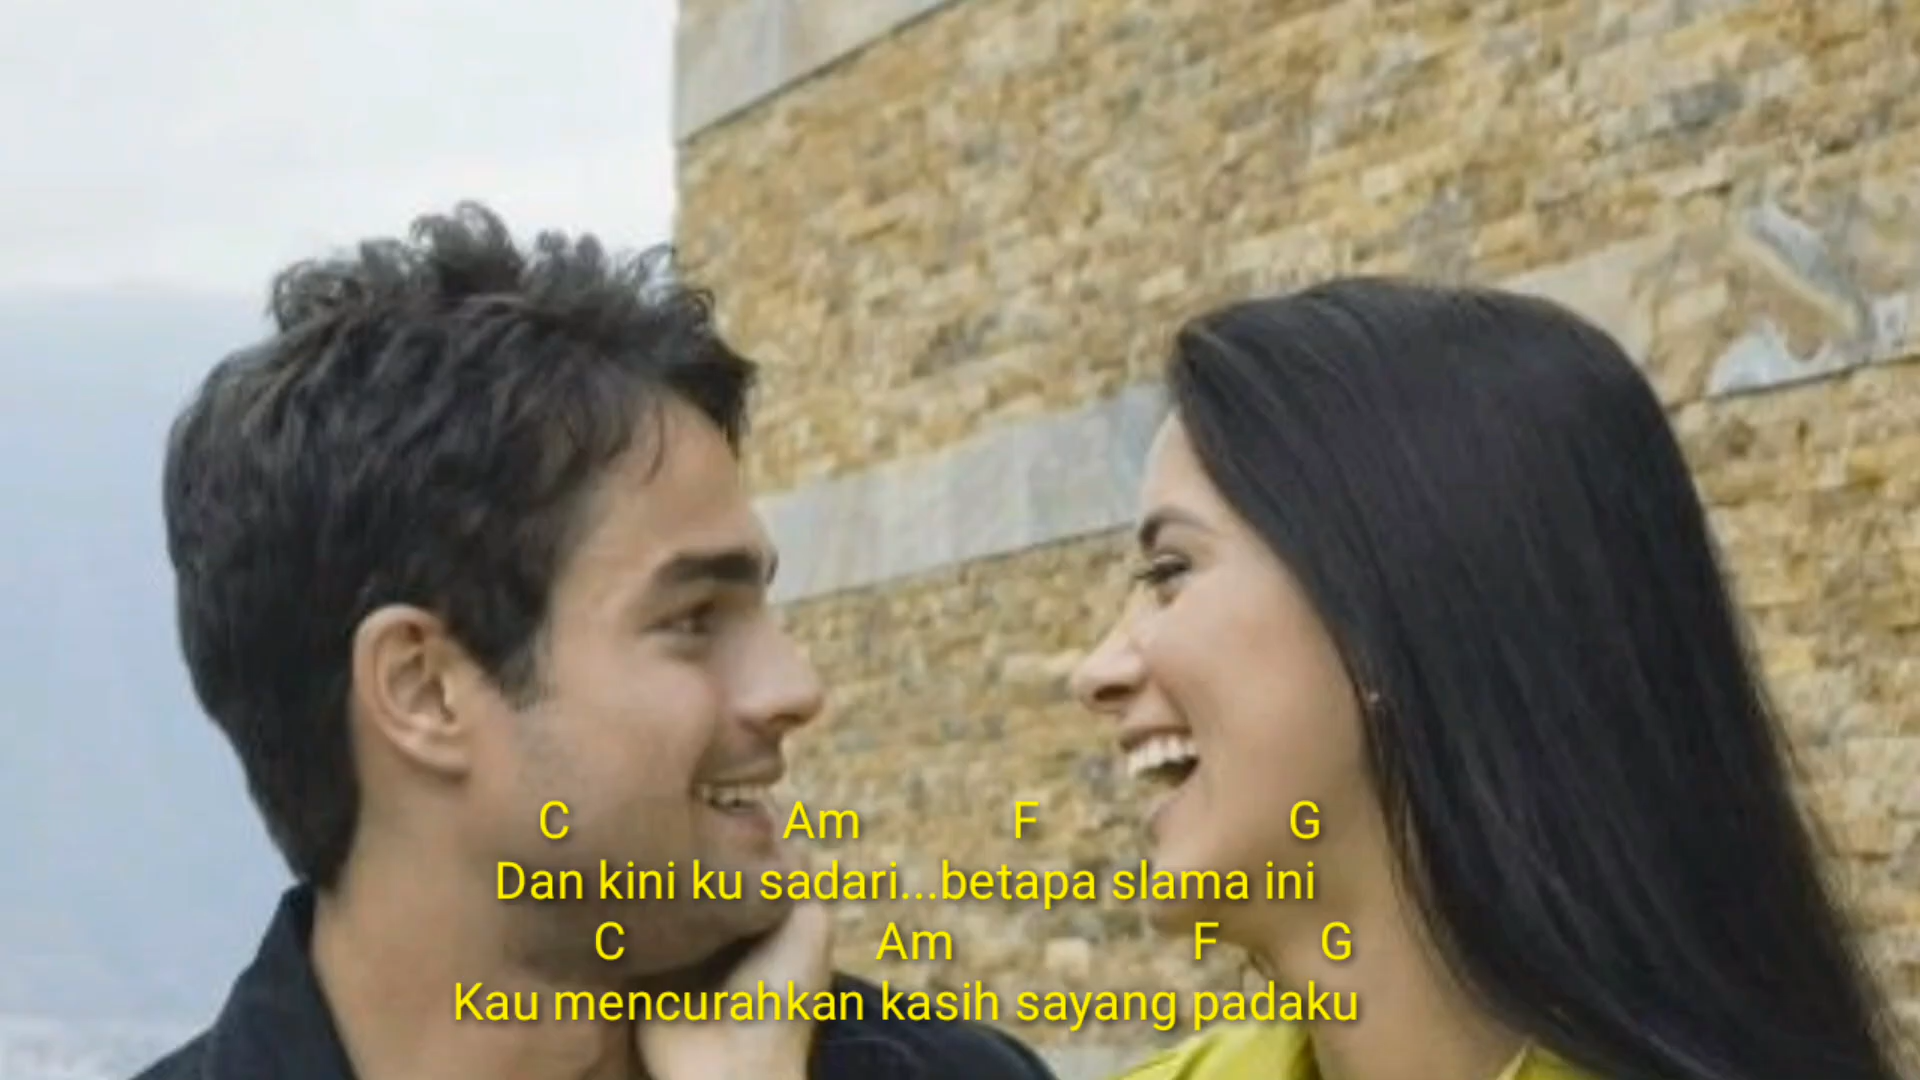 C Am F G
Dan kini ku sadari...betapa slama ini
C Am F G
Kau mencurahkan kasih sayang padaku